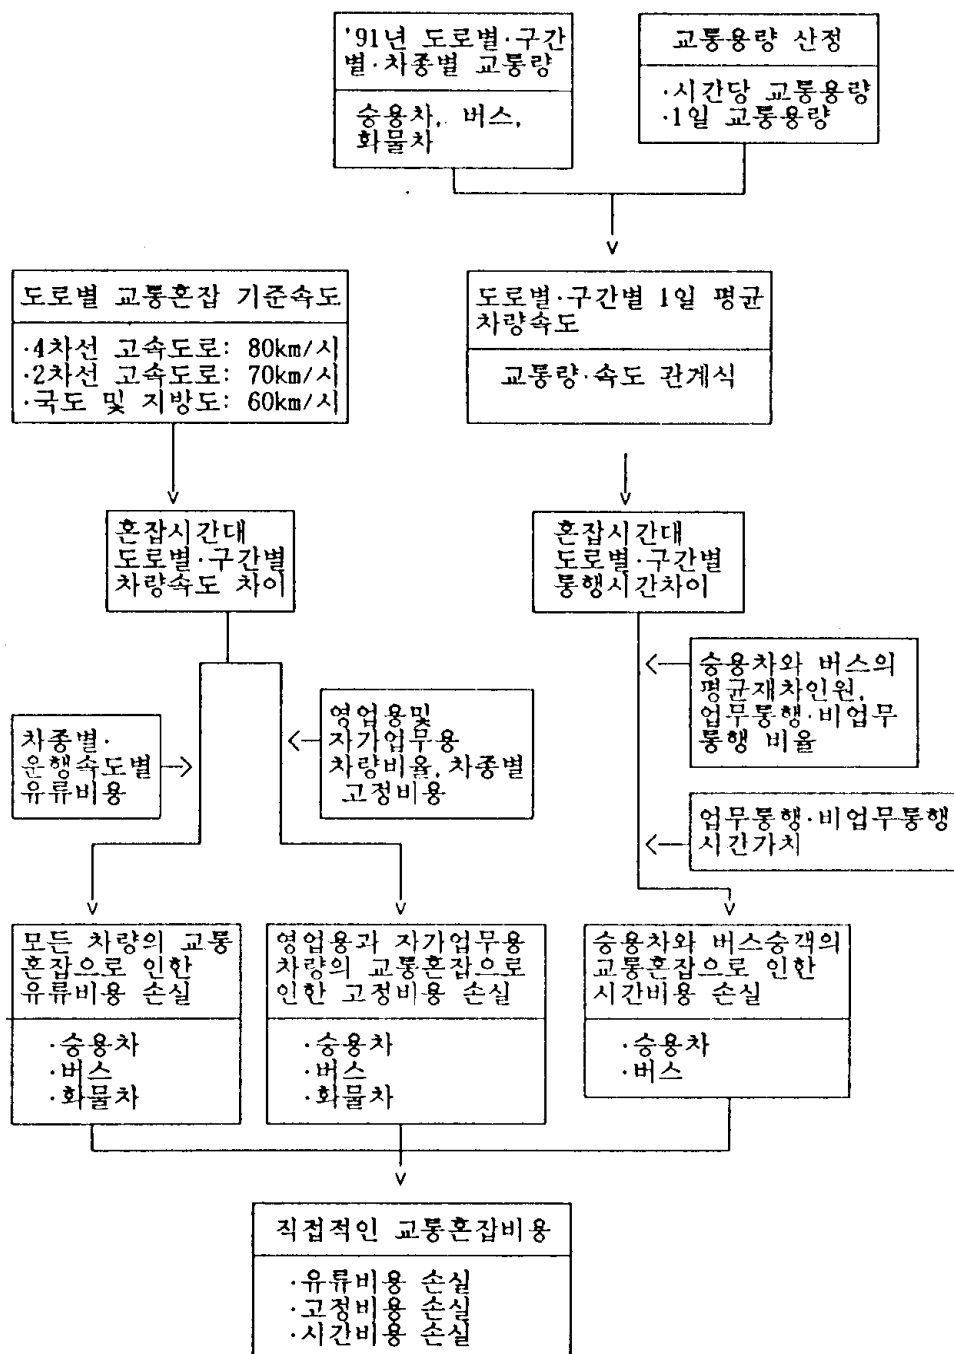 '91년 도로별·구간
별·차종별 교통량
승용차, 버스,
화물차
교통용량 산정
·시간당 교통용량
·1일 교통용량
도로별 교통혼잡 기준속도
·4차선 고속도로: 80km/시
·2차선 고속도로: 70km/시
·국도 및 지방도: 60km/시
도로별·구간별 1일 평균
차량속도
교통량·속도 관계식
혼잡시간대
도로별·구간별
차량속도 차이
혼잡시간대
도로별·구간별
통행시간차이
차종별·
운행속도별
유류비용
영업용및
자가업무용
차량비율, 차종별
고정비용
승용차와 버스의
평균재차인원,
업무통행·비업무
통행 비율
업무통행·비업무통행
시간가치
모든 차량의 교통
혼잡으로 인한
유류비용 손실
·승용차
·버스
·화물차
영업용과 자가업무용
차량의 교통혼잡으로
인한 고정비용 손실
·승용차
·버스
·화물차
승용차와 버스승객의
교통혼잡으로 인한
시간비용 손실
·승용차
·버스
직접적인 교통혼잡비용
·유류비용 손실
·고정비용 손실
·시간비용 손실